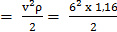 = v²ρ/2 = 6² x 1,16/2